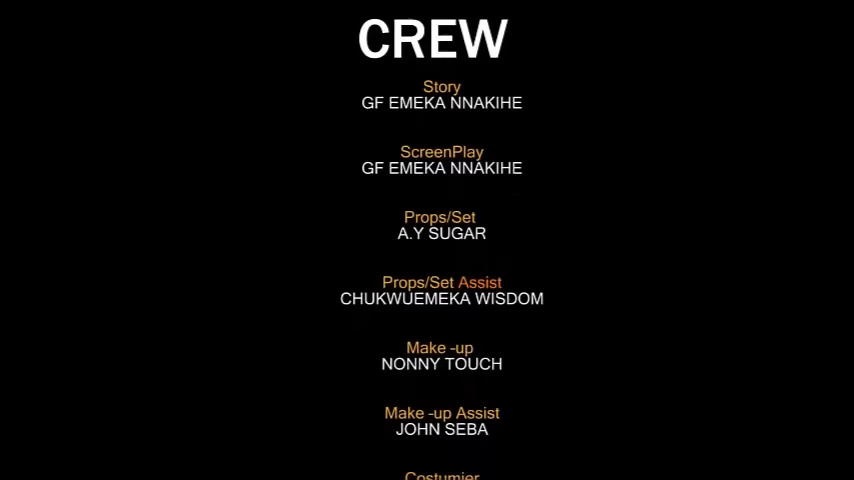 CREW
Story
GF EMEKA NNAKIHE
ScreenPlay
GF EMEKA NNAKIHE
Props/Set
A.Y SUGAR
Props/Set Assist
CHUKWUEMEKA WISDOM
Make -up
NONNY TOUCH
Make -up Assist
JOHN SEBA
Costumier